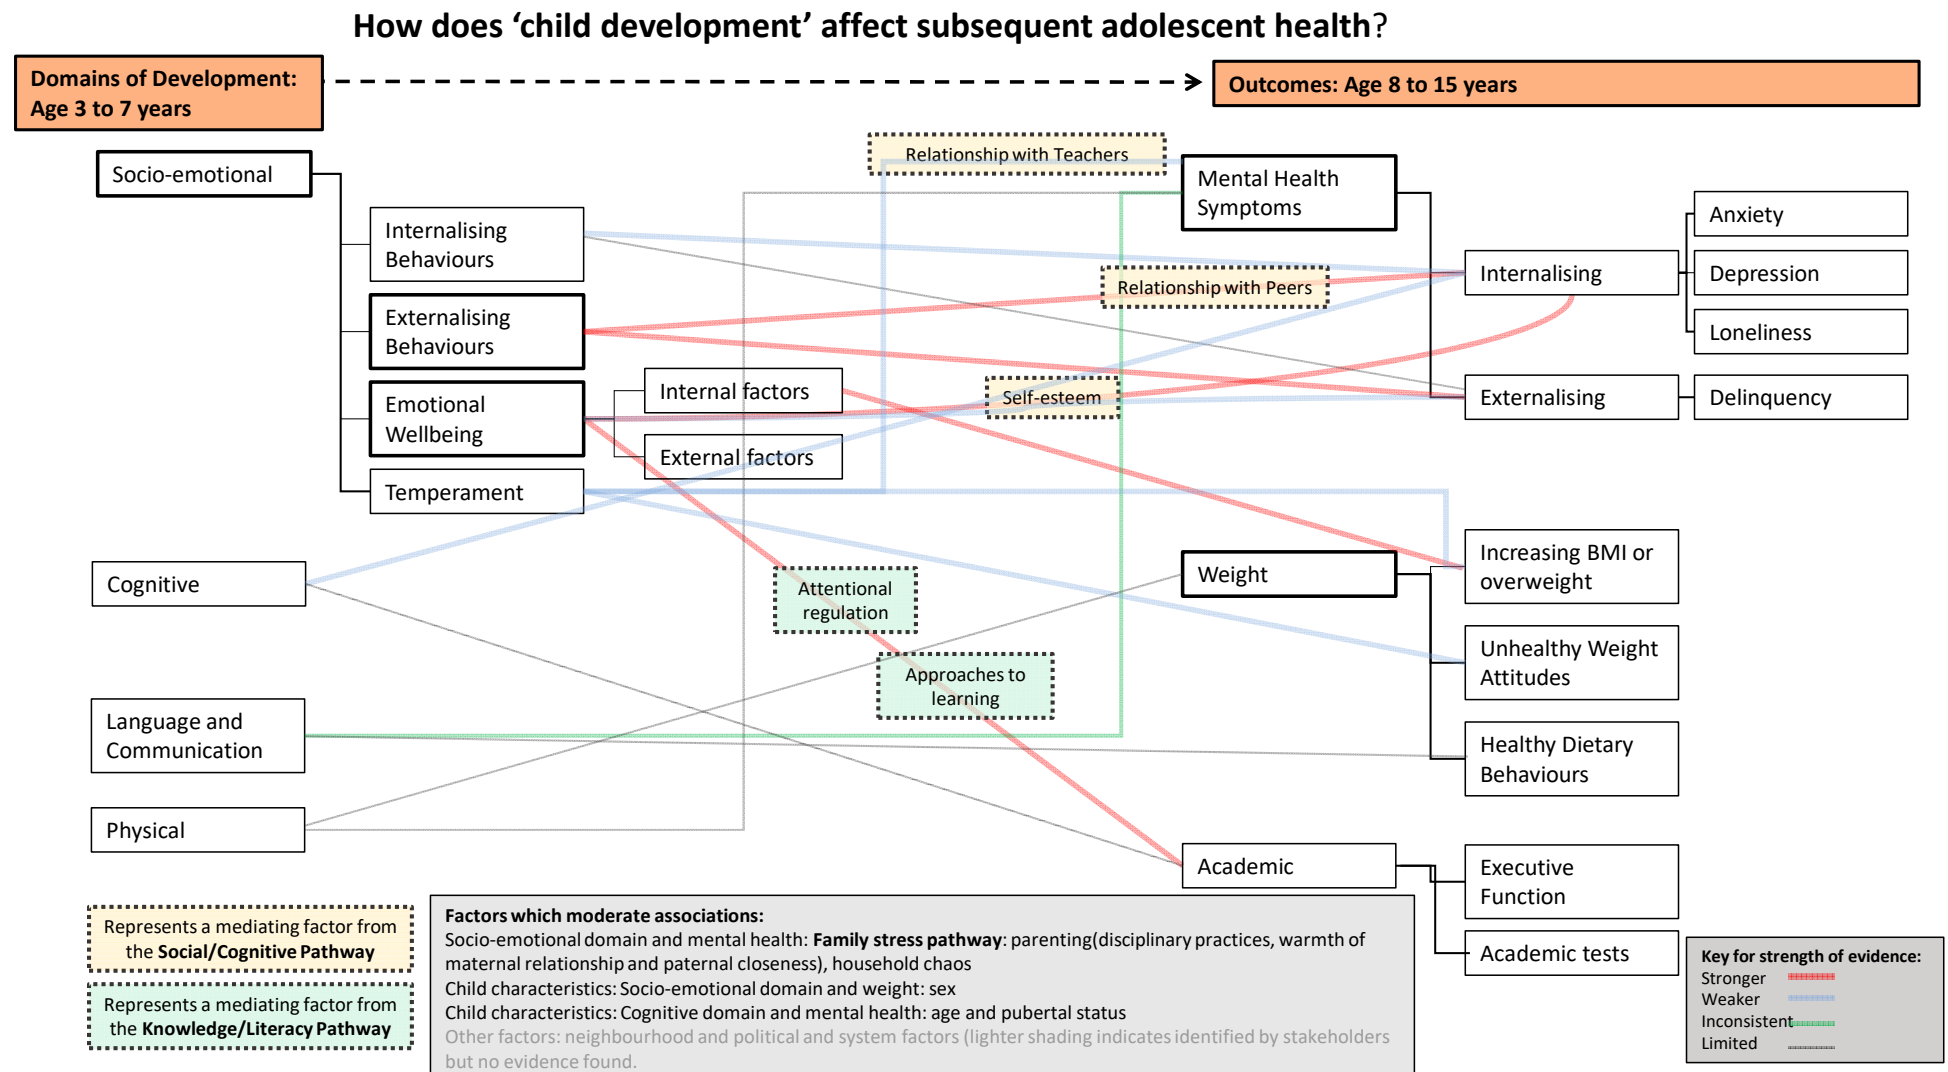 How does ‘child development’ affect subsequent adolescent health?
Domains of Development:
Age 3 to 7 years
Outcomes: Age 8 to 15 years
Socio-emotional
Internalising
Behaviours
Externalising
Behaviours
Emotional
Wellbeing
Temperament
Internal factors
External factors
Cognitive
Language and
Communication
Physical
Relationship with Teachers
Relationship with Peers
Self-esteem
Attentional
regulation
Approaches to
learning
Mental Health
Symptoms
Weight
Academic
Internalising
Externalising
Increasing BMI or
overweight
Unhealthy Weight
Attitudes
Healthy Dietary
Behaviours
Executive
Function
Academic tests
Anxiety
Depression
Loneliness
Delinquency
Represents a mediating factor from
the Social/Cognitive Pathway
Represents a mediating factor from
the Knowledge/Literacy Pathway
Factors which moderate associations:
Socio-emotional domain and mental health: Family stress pathway: parenting(disciplinary practices, warmth of
maternal relationship and paternal closeness), household chaos
Child characteristics: Socio-emotional domain and weight: sex
Child characteristics: Cognitive domain and mental health: age and pubertal status
Other factors: neighbourhood and political and system factors (lighter shading indicates identified by stakeholders
but no evidence found.
Key for strength of evidence:
Stronger
Weaker
Inconsistent
Limited